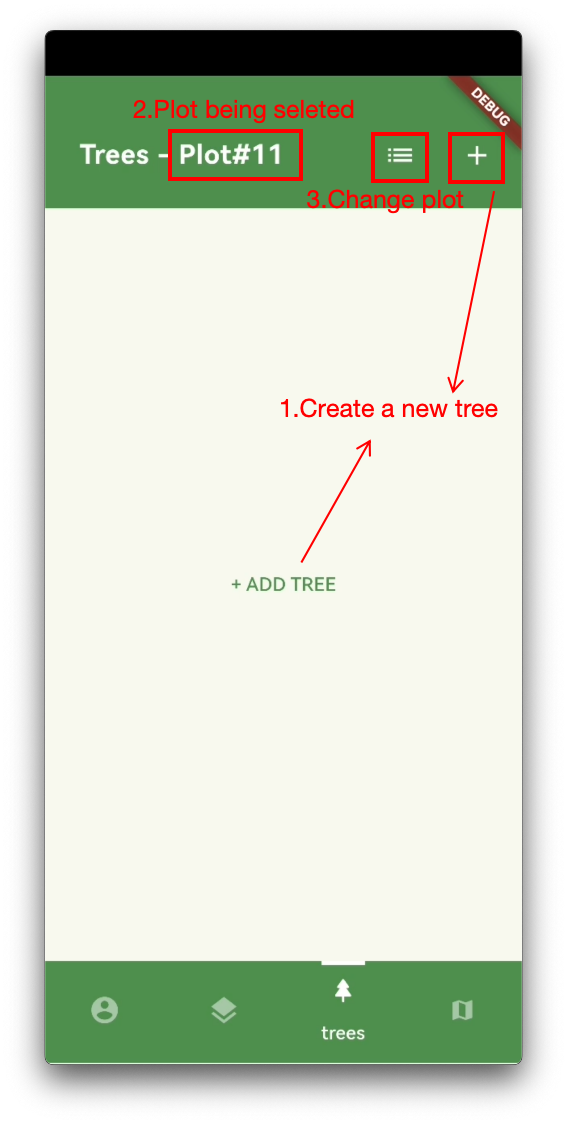 DEBUG
2.Plot being seleted
Trees - Plot#11
3.Change plot
1.Create a new tree
+ ADD TREE
trees